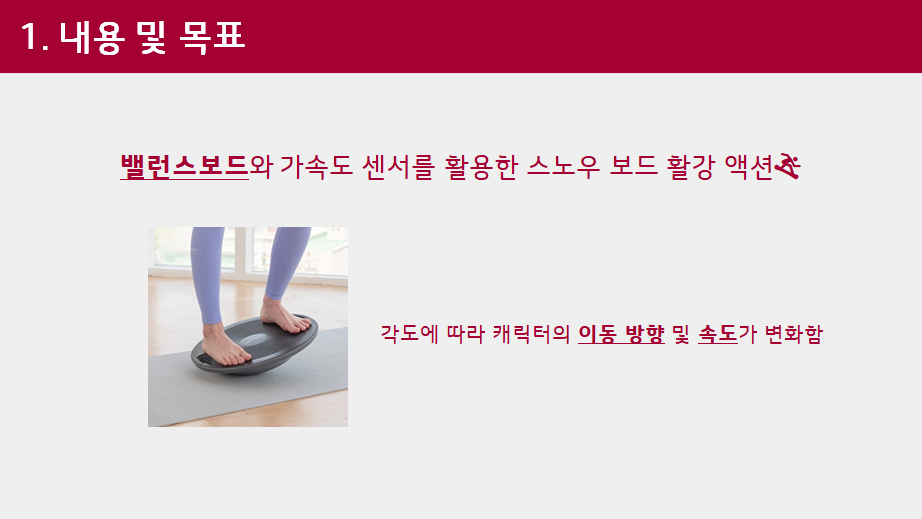 1. 내용 및 목표
밸런스보드와 가속도 센서를 활용한 스노우 보드 활강 액션
각도에 따라 캐릭터의 이동 방향 및 속도가 변화함